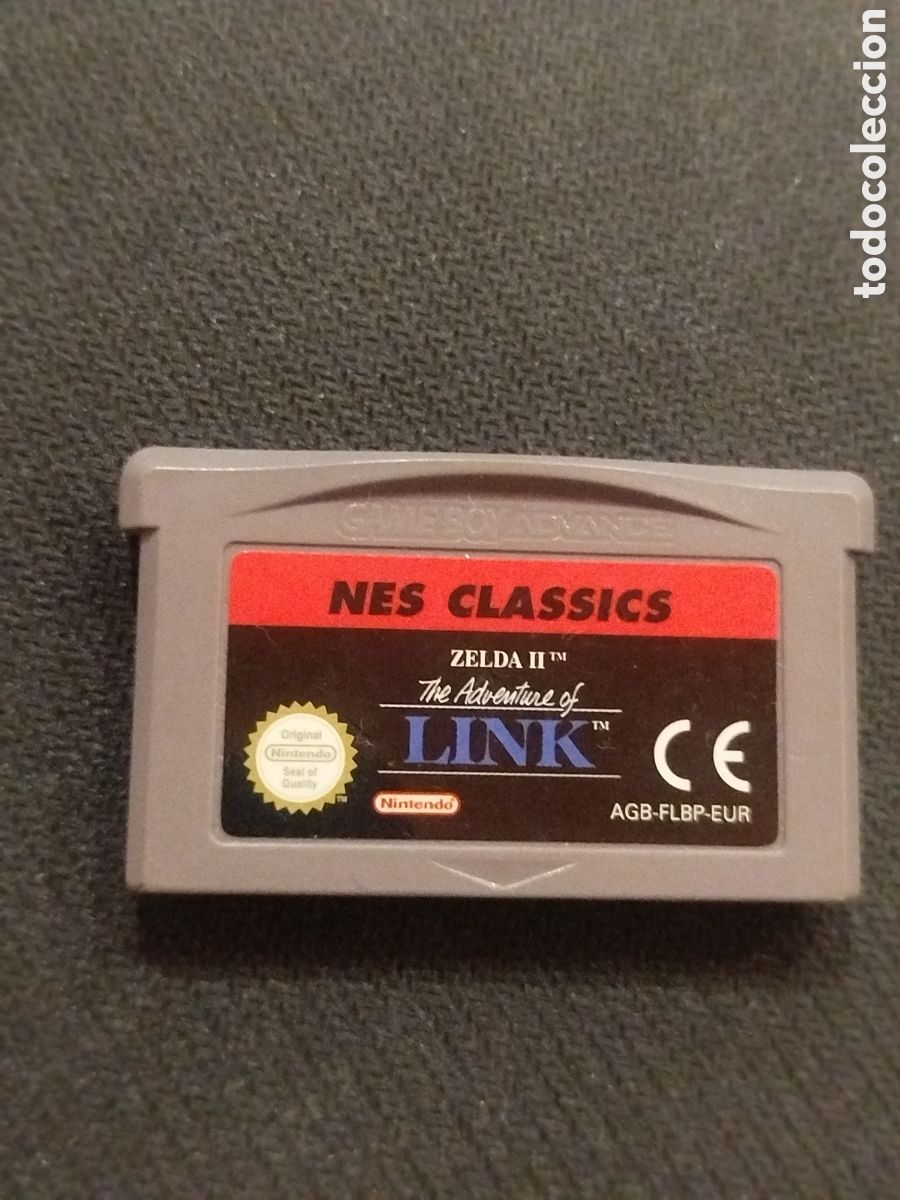 todocoleccion
GAME BOY ADVANCE
NES CLASSICS
ZELDA II™
The Adventure of
LINK™
Original
Nintendo
Seal of
Quality
™
Nintendo
CE
AGB-FLBP-EUR